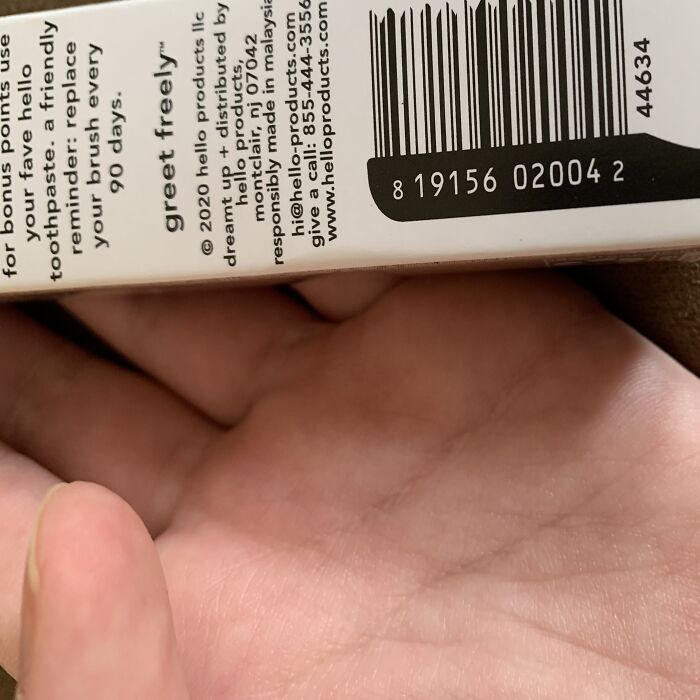 for bonus points use
your fave hello
toothpaste. a friendly
reminder: replace
your brush every
90 days.
greet freely™
© 2020 hello products llc
dreamt up + distributed by
hello products,
montclair, nj 07042
responsibly made in malaysia
hi@hello-products.com
give a call: 855-444-3556
www.helloproducts.com
8 19156 02004 2
44634